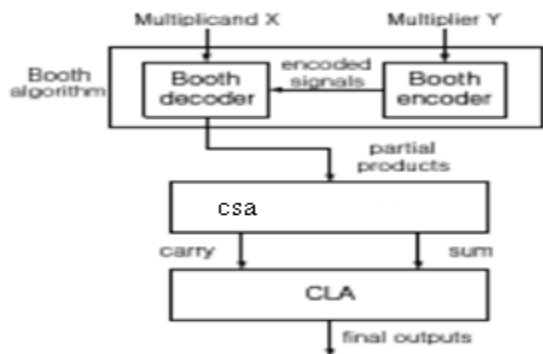 Multiplicand X
Multiplier Y
Booth
algorithm
Booth
decoder
encoded
signals
Booth
encoder
partial
products
csa
carry
sum
CLA
final outputs